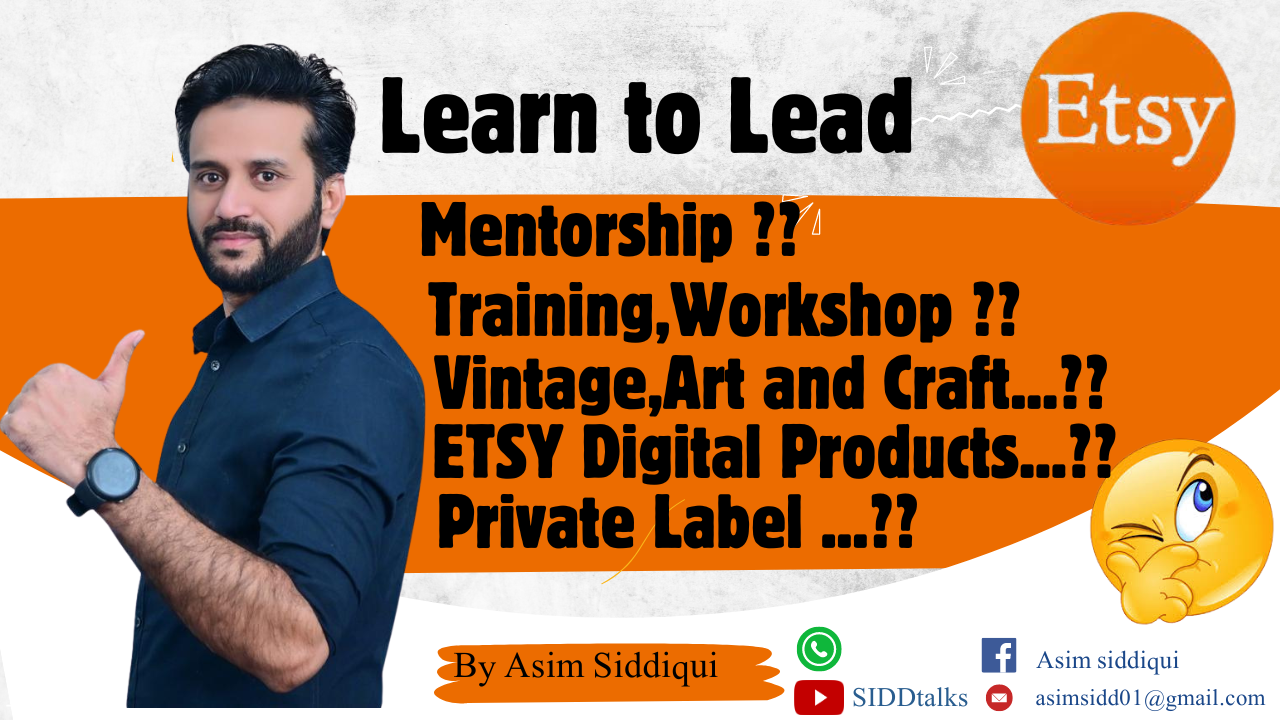 Learn to Lead
Etsy
Mentorship ??
Training,Workshop ??
Vintage,Art and Craft...??
ETSY Digital Products...??
Private Label ...??
By Asim Siddiqui
Asim siddiqui
SIDDtalks
asimsidd01@gmail.com